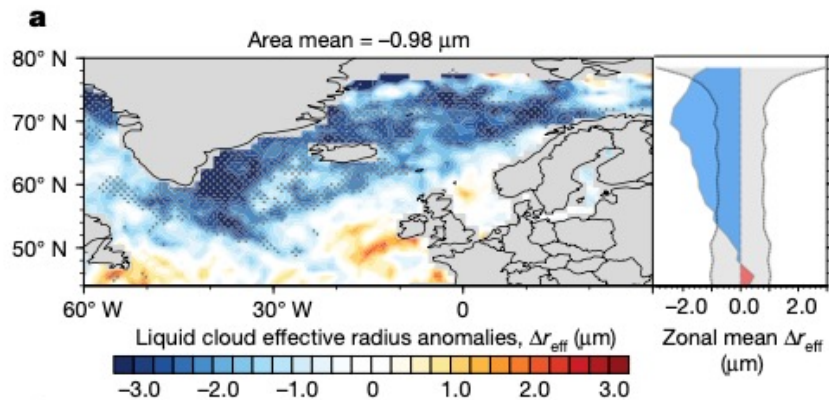 a
Area mean = −0.98 μm
80° N
70° N
60° N
50° N
60° W
30° W
0
−2.0
0.0
2.0
Zonal mean Δreff
(μm)
Liquid cloud effective radius anomalies, Δreff (μm)
−3.0
−2.0
−1.0
0
1.0
2.0
3.0